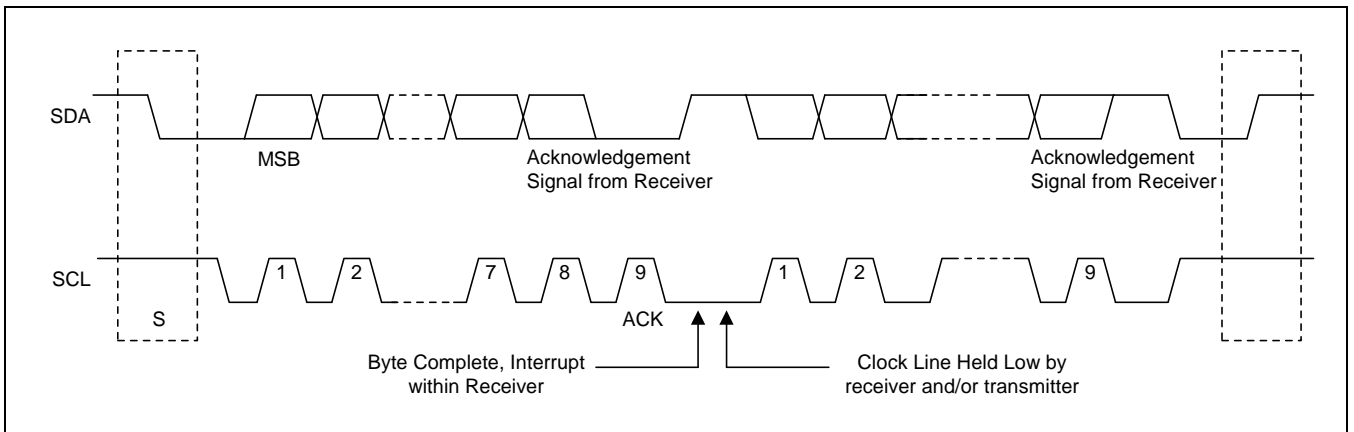 SDA
MSB
Acknowledgement
Signal from Receiver
Acknowledgement
Signal from Receiver
SCL
1
2
7
8
9
1
2
9
S
ACK
Byte Complete, Interrupt
within Receiver
Clock Line Held Low by
receiver and/or transmitter